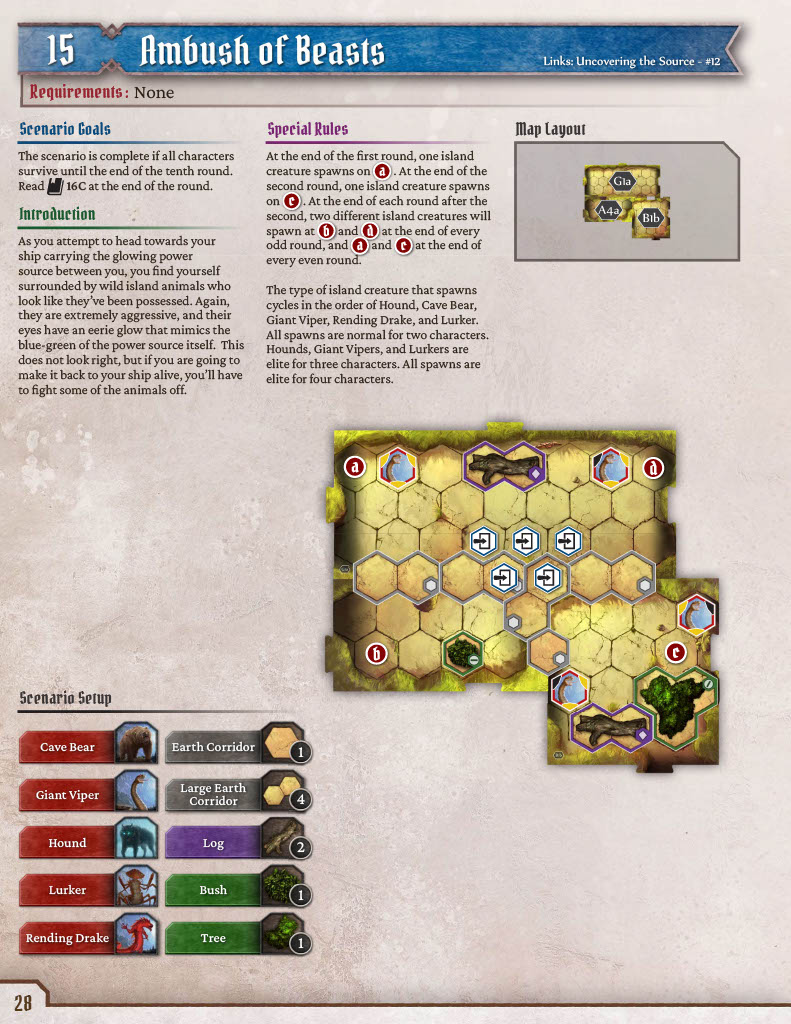 15
Ambush of Beasts
Links: Uncovering the Source - #12
Requirements: None
Scenario Goals
The scenario is complete if all characters
survive until the end of the tenth round.
Read 16C at the end of the round.
Introduction
As you attempt to head towards your
ship carrying the glowing power
source between you, you find yourself
surrounded by wild island animals who
look like they've been possessed. Again,
they are extremely aggressive, and their
eyes have an eerie glow that mimics the
blue-green of the power source itself. This
does not look right, but if you are going to
make it back to your ship alive, you'll have
to fight some of the animals off.
Special Rules
At the end of the first round, one island
creature spawns on a. At the end of the
second round, one island creature spawns
on c. At the end of each round after the
second, two different island creatures will
spawn at b and d at the end of every
odd round, and a and c at the end of
every even round.
The type of island creature that spawns
cycles in the order of Hound, Cave Bear,
Giant Viper, Rending Drake, and Lurker.
All spawns are normal for two characters.
Hounds, Giant Vipers, and Lurkers are
elite for three characters. All spawns are
elite for four characters.
Map Layout
G1a
A4a
B1b
a
d
b
c
Scenario Setup
Cave Bear
Earth Corridor
1
Giant Viper
Large Earth
Corridor
4
Hound
Log
2
Lurker
Bush
1
Rending Drake
Tree
1
28